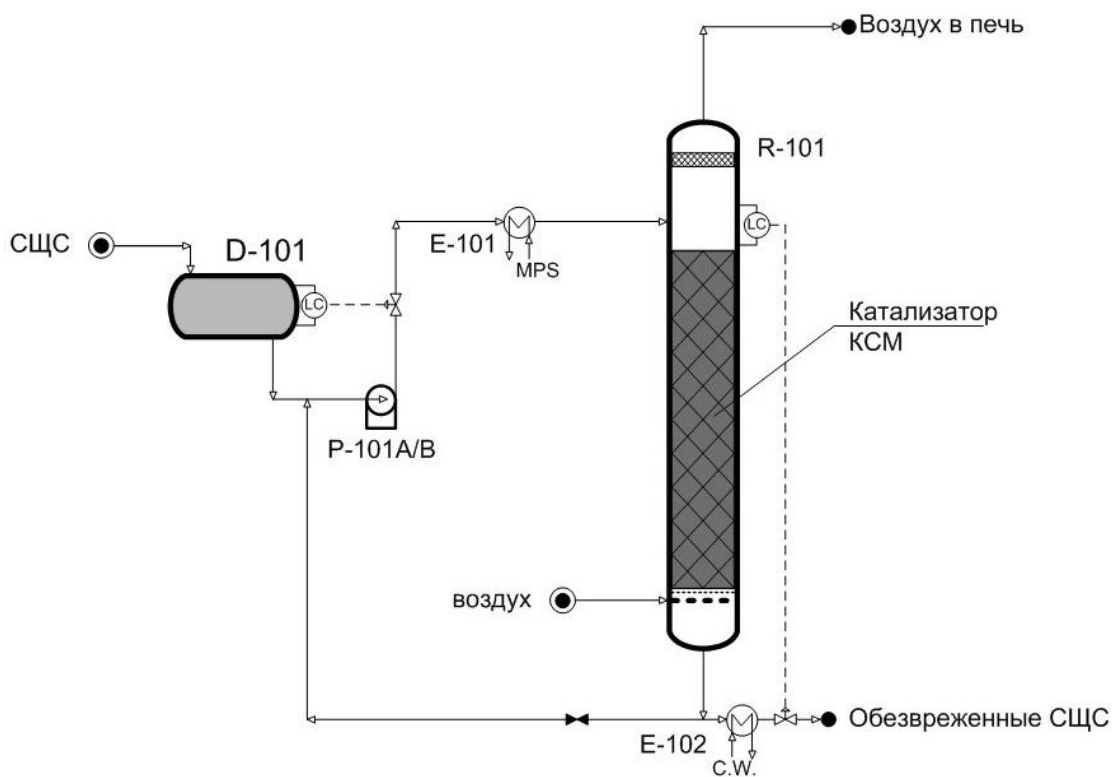 Воздух в печь
R-101
СЩС
D-101
LC
E-101
MPS
LC
Катализатор
КСМ
P-101A/B
воздух
E-102
C.W.
Обезвреженные СЩС